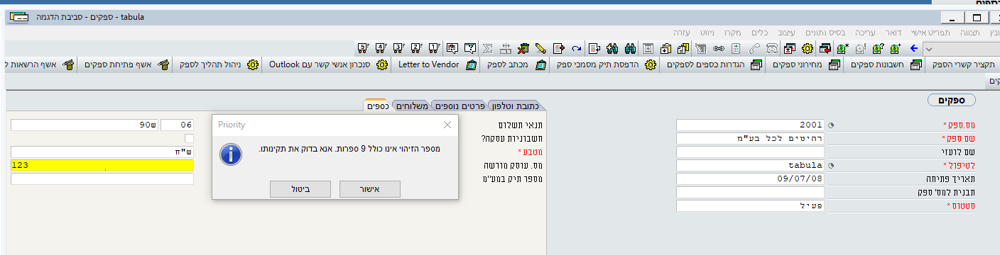 הספים
tabula - ספקים - סביבת הדגמה
ובץ תצוגה תפריט אישי דואר עריכה בסיס נתונים עיצוב כלים מקרו ניווט עזרה
תקציר קשרי הספק חשבונות ספקים מחירוני ספקים הגדרות כספים לספקים הדפסת תיק מסמכי ספק מכתב לספק Letter to Vendor סנכרון אנשי קשר עם Outlook ניהול תהליך לספק אשף פתיחת ספקים אשף הרשאות ל
קים
ספקים
מס.ספק * 2001
שם ספק * רהיטים לכל בע"מ
שם לועזי
לטיפול * tabula
תאריך פתיחה 09/07/08
תבנית למס' ספק
סטטוס * פעיל
כתובת וטלפון פרטים נוספים משלוחים כספים
תנאי תשלום 06 ש90
חשבוניות עסקה?
מטבע * ש"ח
מס. עוסק מורשה 123
מספר תיק במע"מ
Priority
מספר הזיהוי אינו כולל 9 ספרות. אנא בדוק את תקינותו.
אישור ביטול